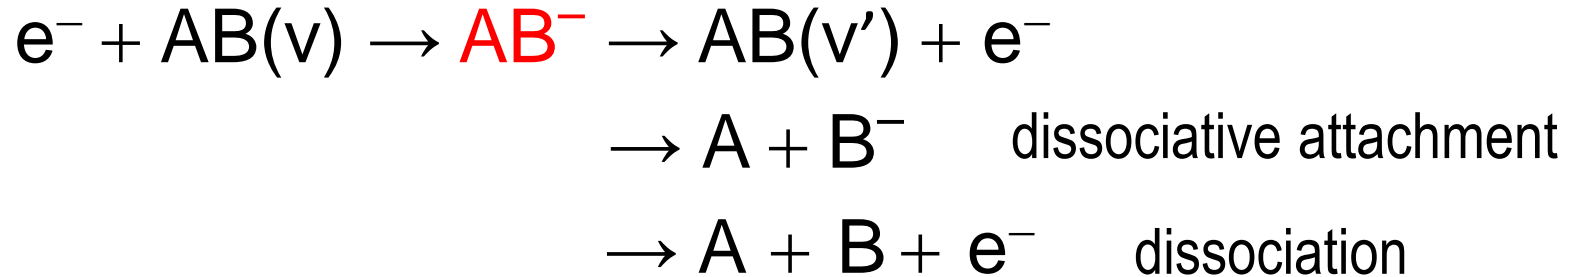 e⁻ + AB(v) → AB⁻ → AB(v′) + e⁻
→ A + B⁻ dissociative attachment
→ A + B + e⁻ dissociation